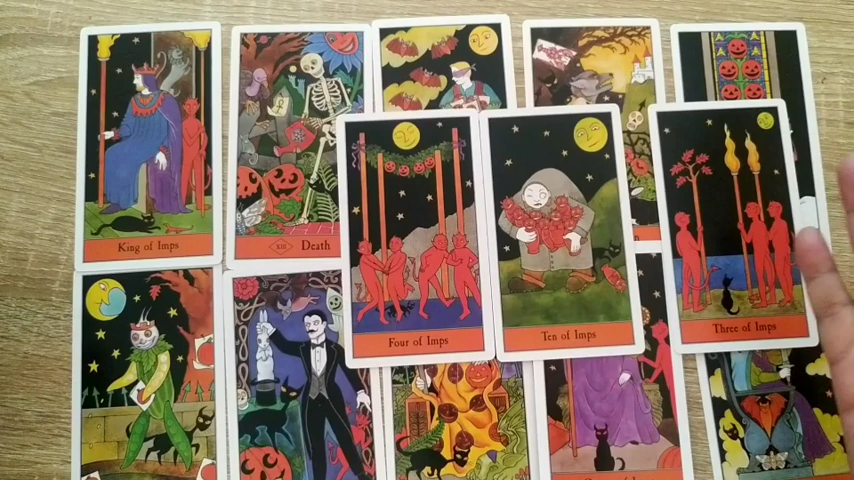 King of Imps
XIII Death
Four of Imps
Ten of Imps
Three of Imps